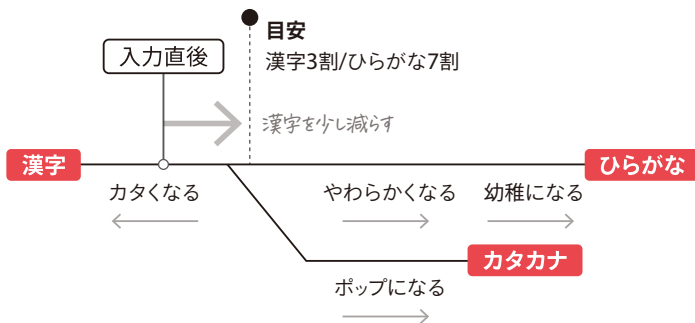 目安
漢字3割/ひらがな7割
入力直後
漢字を少し減らす
漢字
ひらがな
カタくなる
やわらかくなる
幼稚になる
カタカナ
ポップになる